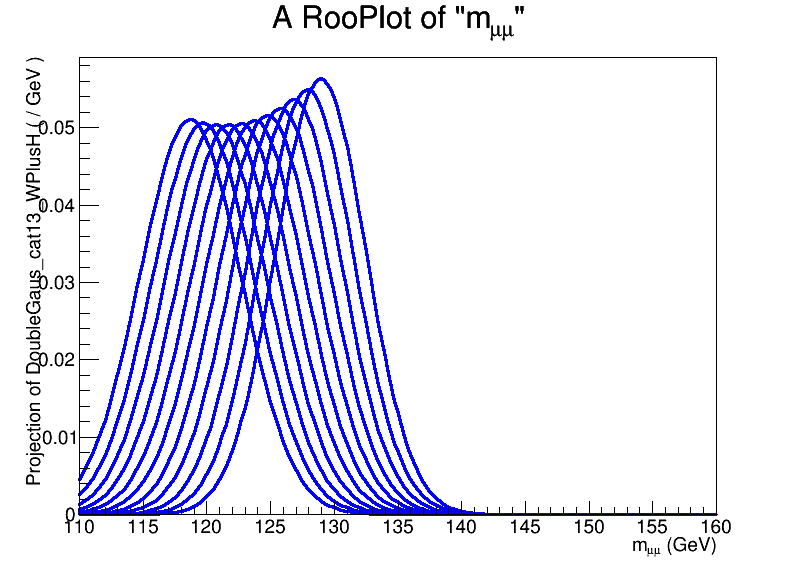 A RooPlot of "mμμ"
Projection of DoubleGaus_cat13_WPlusH ( / GeV )
0.05
0.04
0.03
0.02
0.01
0
110 115 120 125 130 135 140 145 150 155 160
mμμ (GeV)